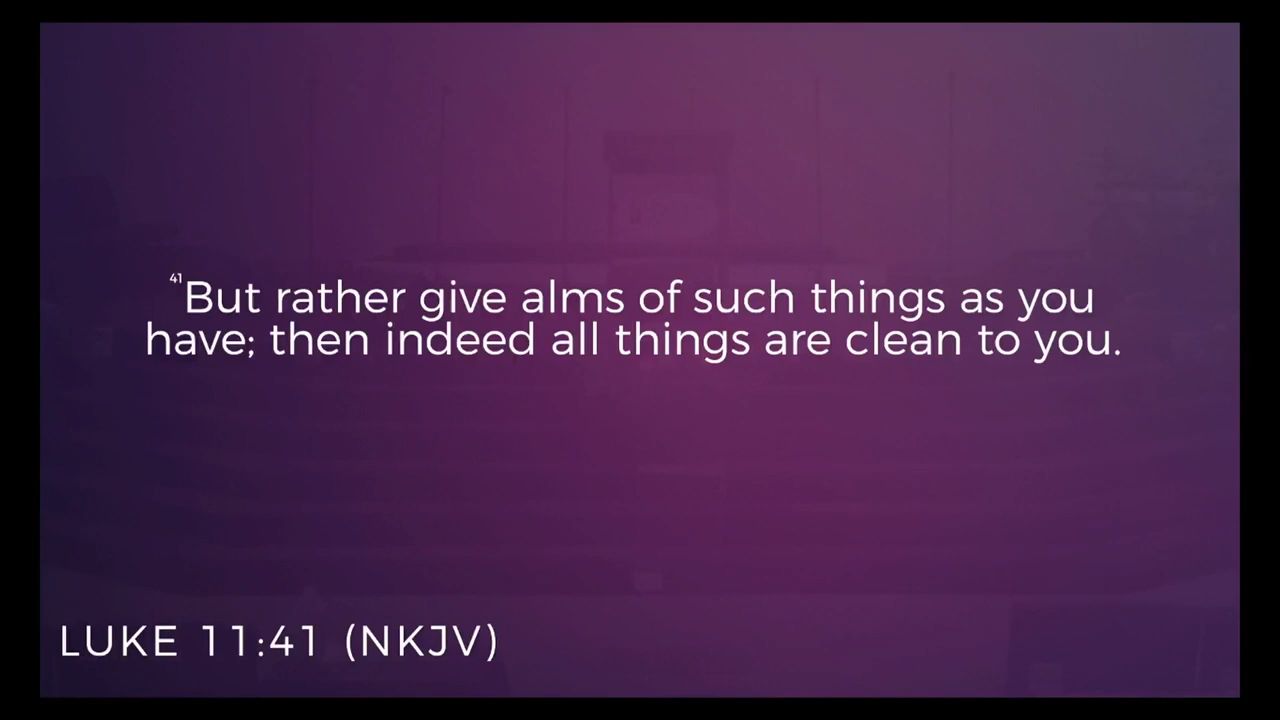 41But rather give alms of such things as you
have; then indeed all things are clean to you.
LUKE 11:41 (NKJV)